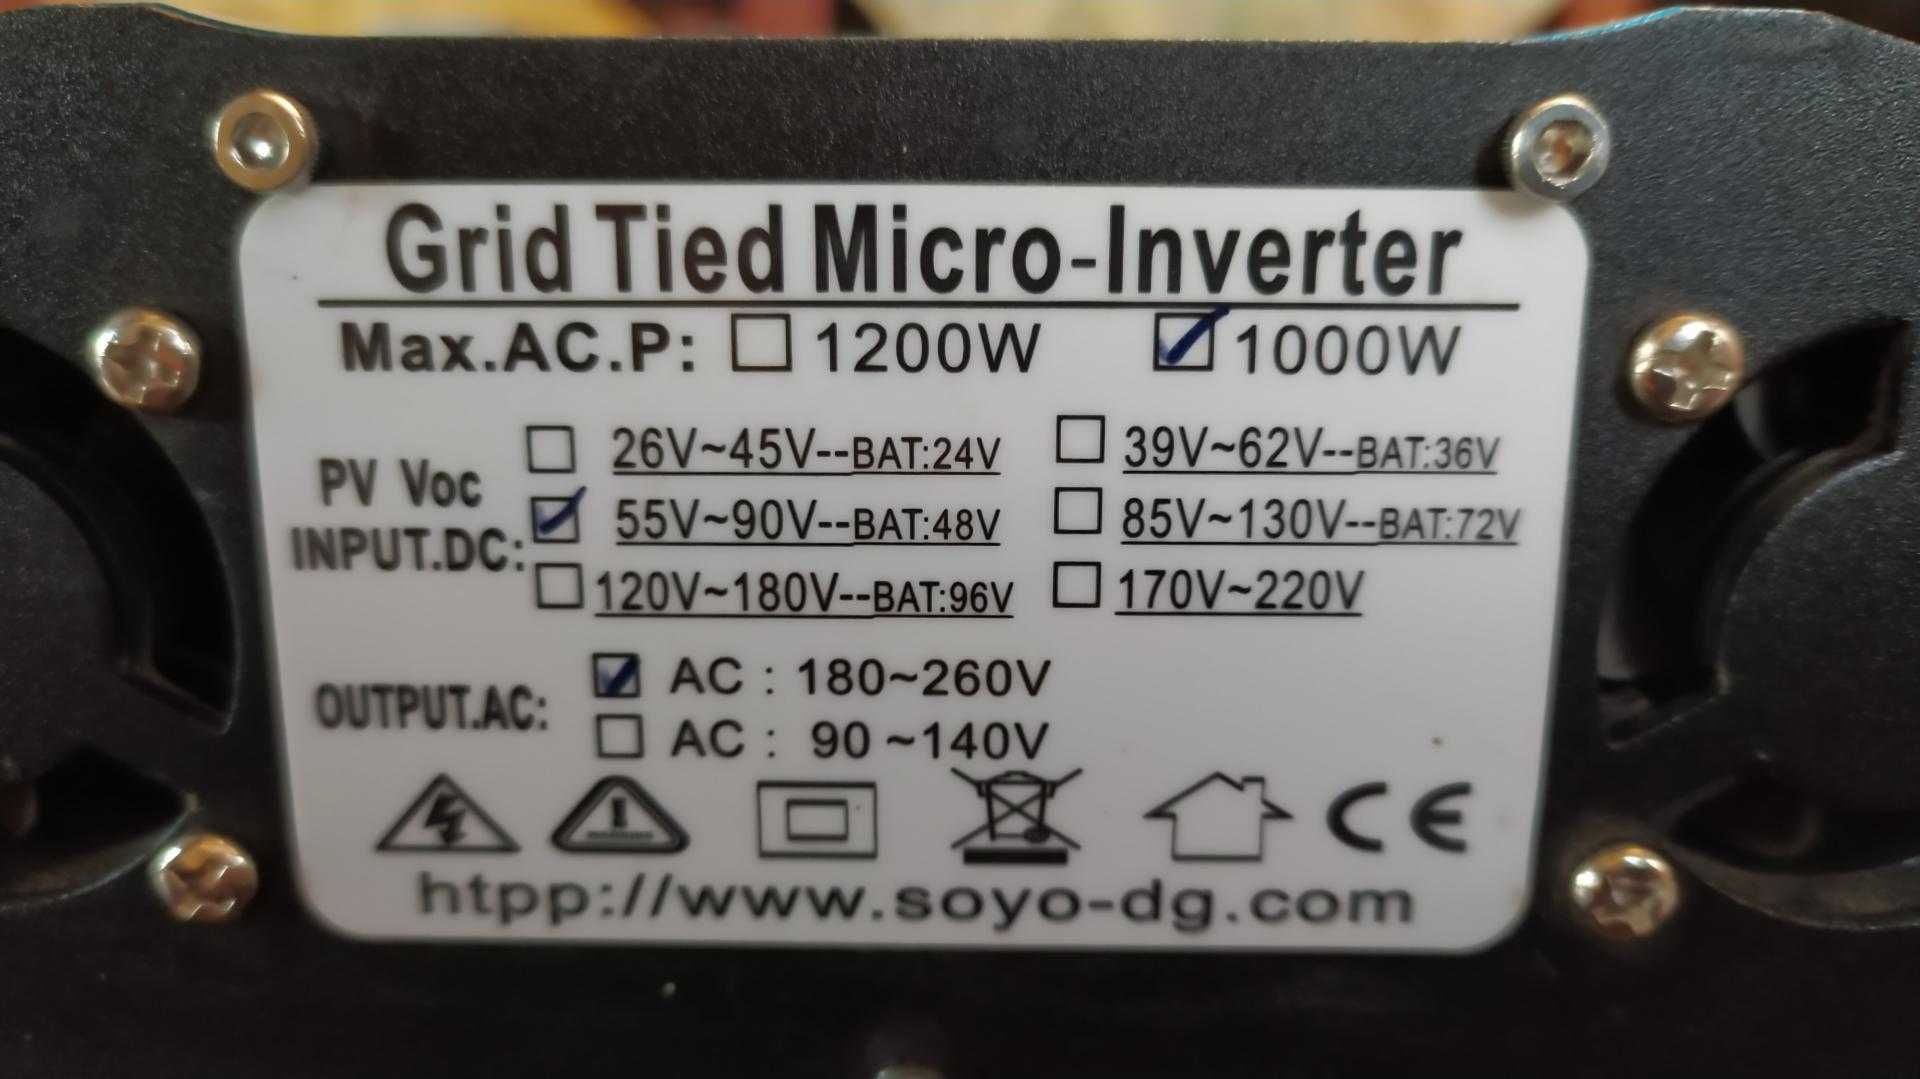 Grid Tied Micro-Inverter
Max.AC.P: 1200W 1000W
PV Voc
INPUT.DC:
26V~45V--BAT:24V 39V~62V--BAT:36V
55V~90V--BAT:48V 85V~130V--BAT:72V
120V~180V--BAT:96V 170V~220V
OUTPUT.AC:
AC : 180~260V
AC : 90 ~140V
CE
htpp://www.soyo-dg.com